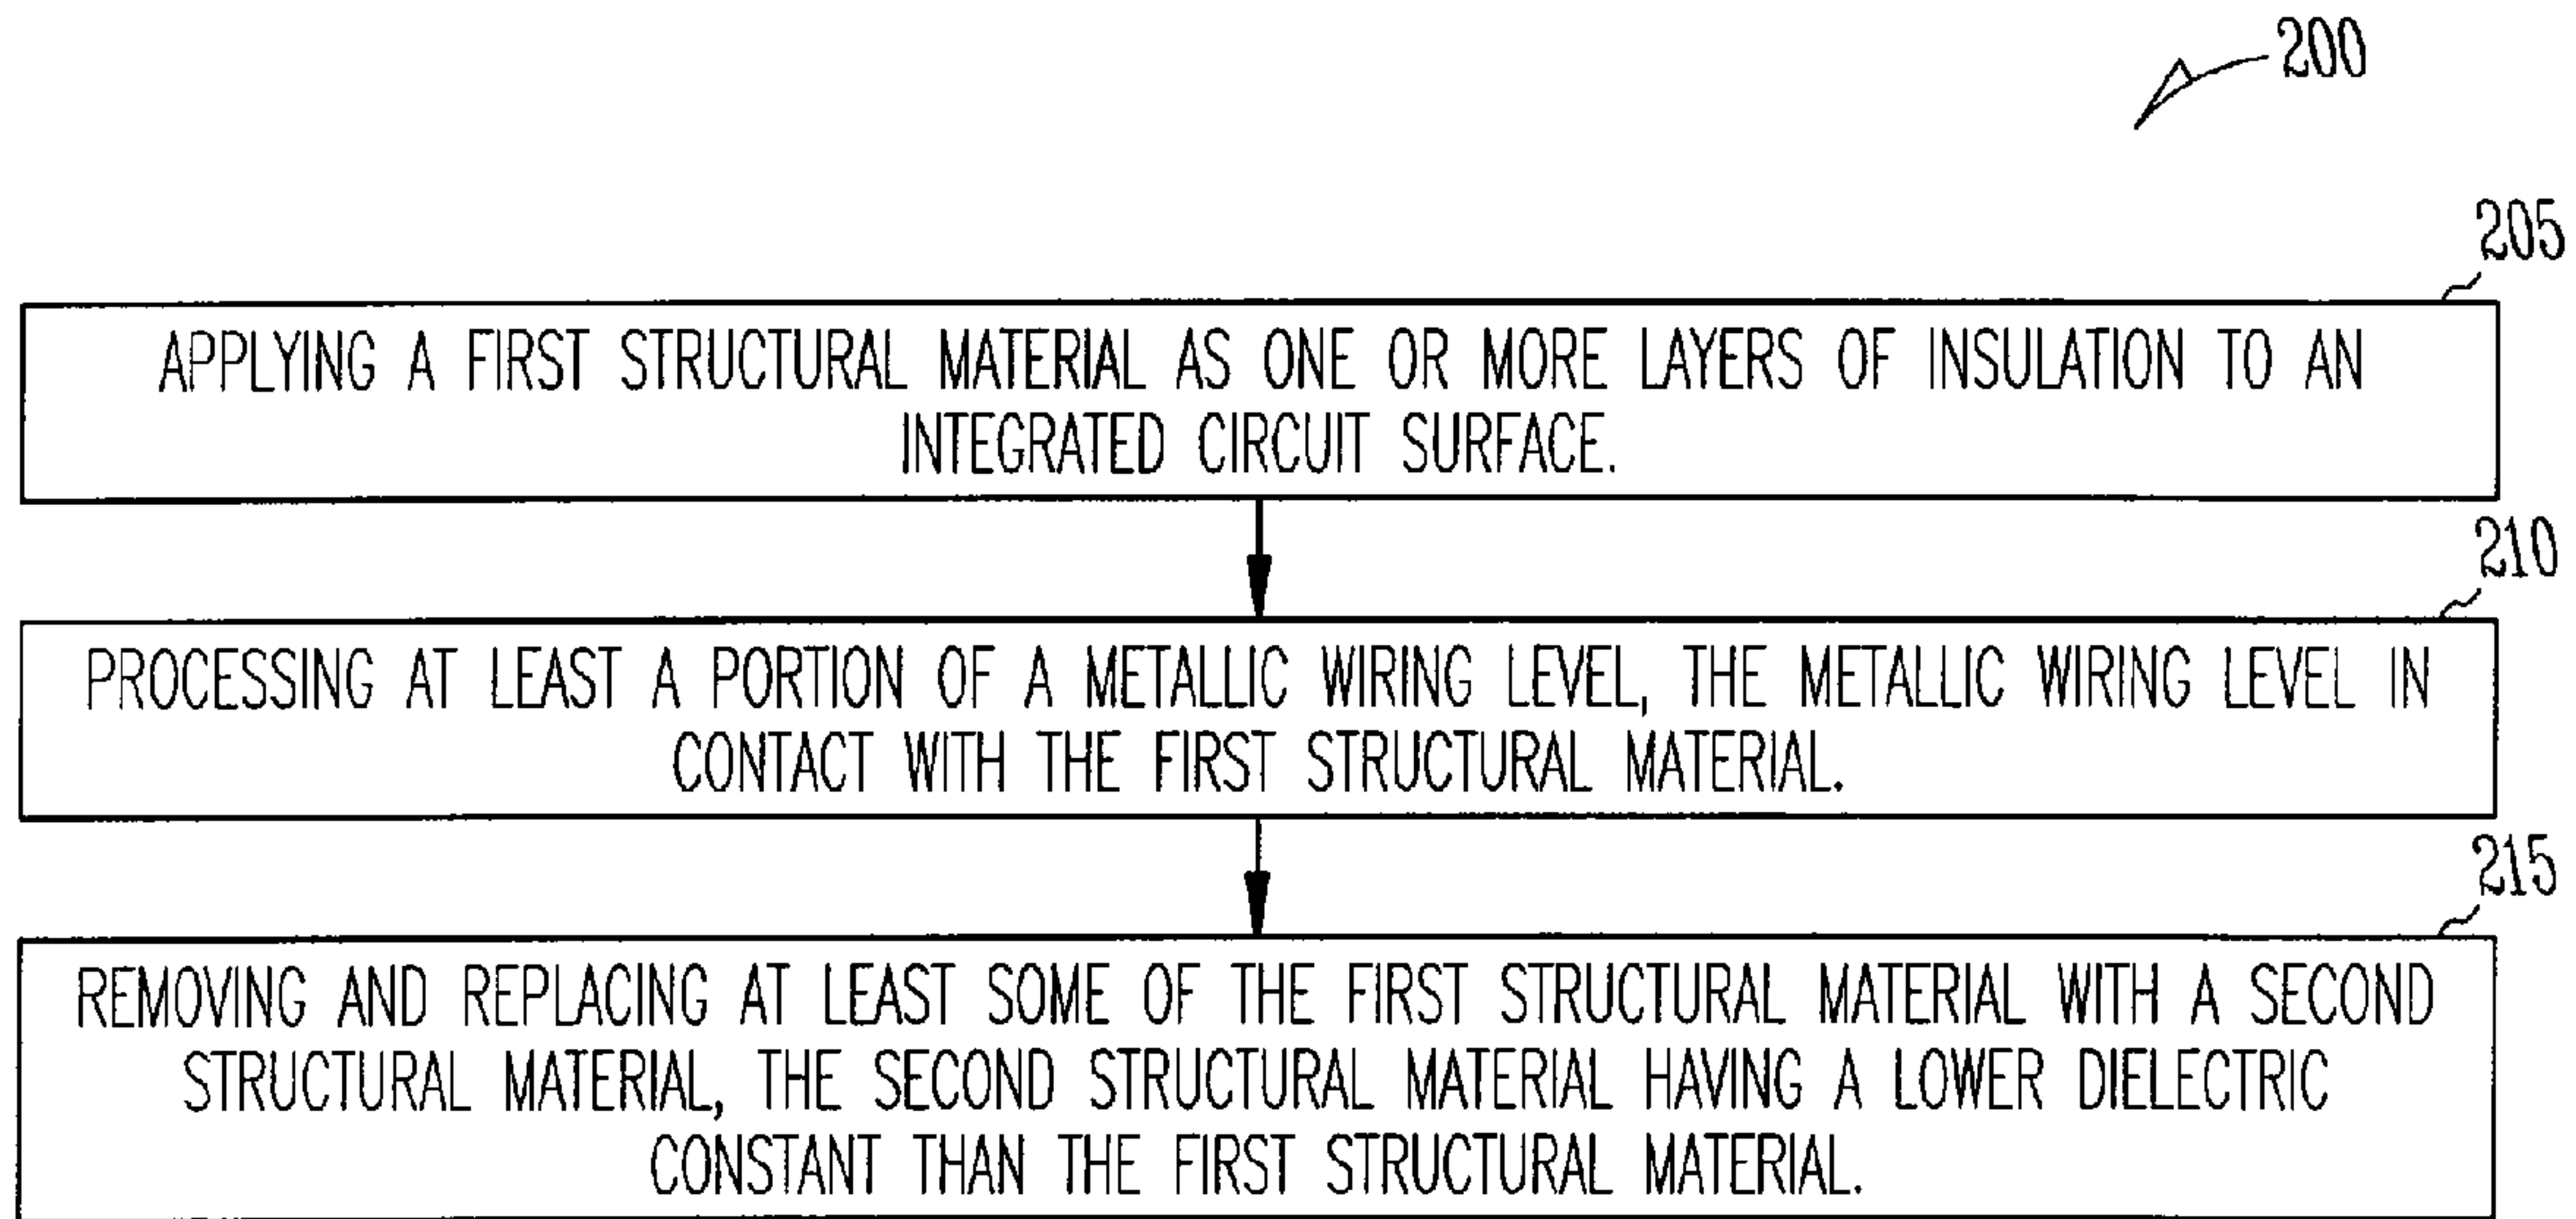 200
205
APPLYING A FIRST STRUCTURAL MATERIAL AS ONE OR MORE LAYERS OF INSULATION TO AN
INTEGRATED CIRCUIT SURFACE.
210
PROCESSING AT LEAST A PORTION OF A METALLIC WIRING LEVEL, THE METALLIC WIRING LEVEL IN
CONTACT WITH THE FIRST STRUCTURAL MATERIAL.
215
REMOVING AND REPLACING AT LEAST SOME OF THE FIRST STRUCTURAL MATERIAL WITH A SECOND
STRUCTURAL MATERIAL, THE SECOND STRUCTURAL MATERIAL HAVING A LOWER DIELECTRIC
CONSTANT THAN THE FIRST STRUCTURAL MATERIAL.